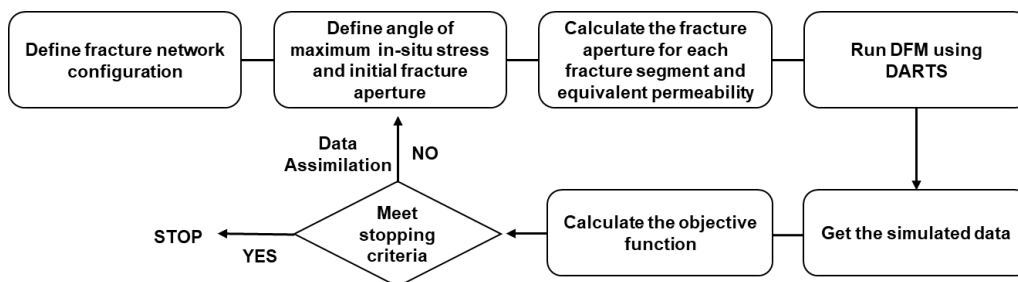 Define fracture network
configuration
Define angle of
maximum in-situ stress
and initial fracture
aperture
Calculate the fracture
aperture for each
fracture segment and
equivalent permeability
Run DFM using
DARTS
Data
Assimilation
NO
Meet
stopping
criteria
YES
STOP
Calculate the objective
function
Get the simulated data